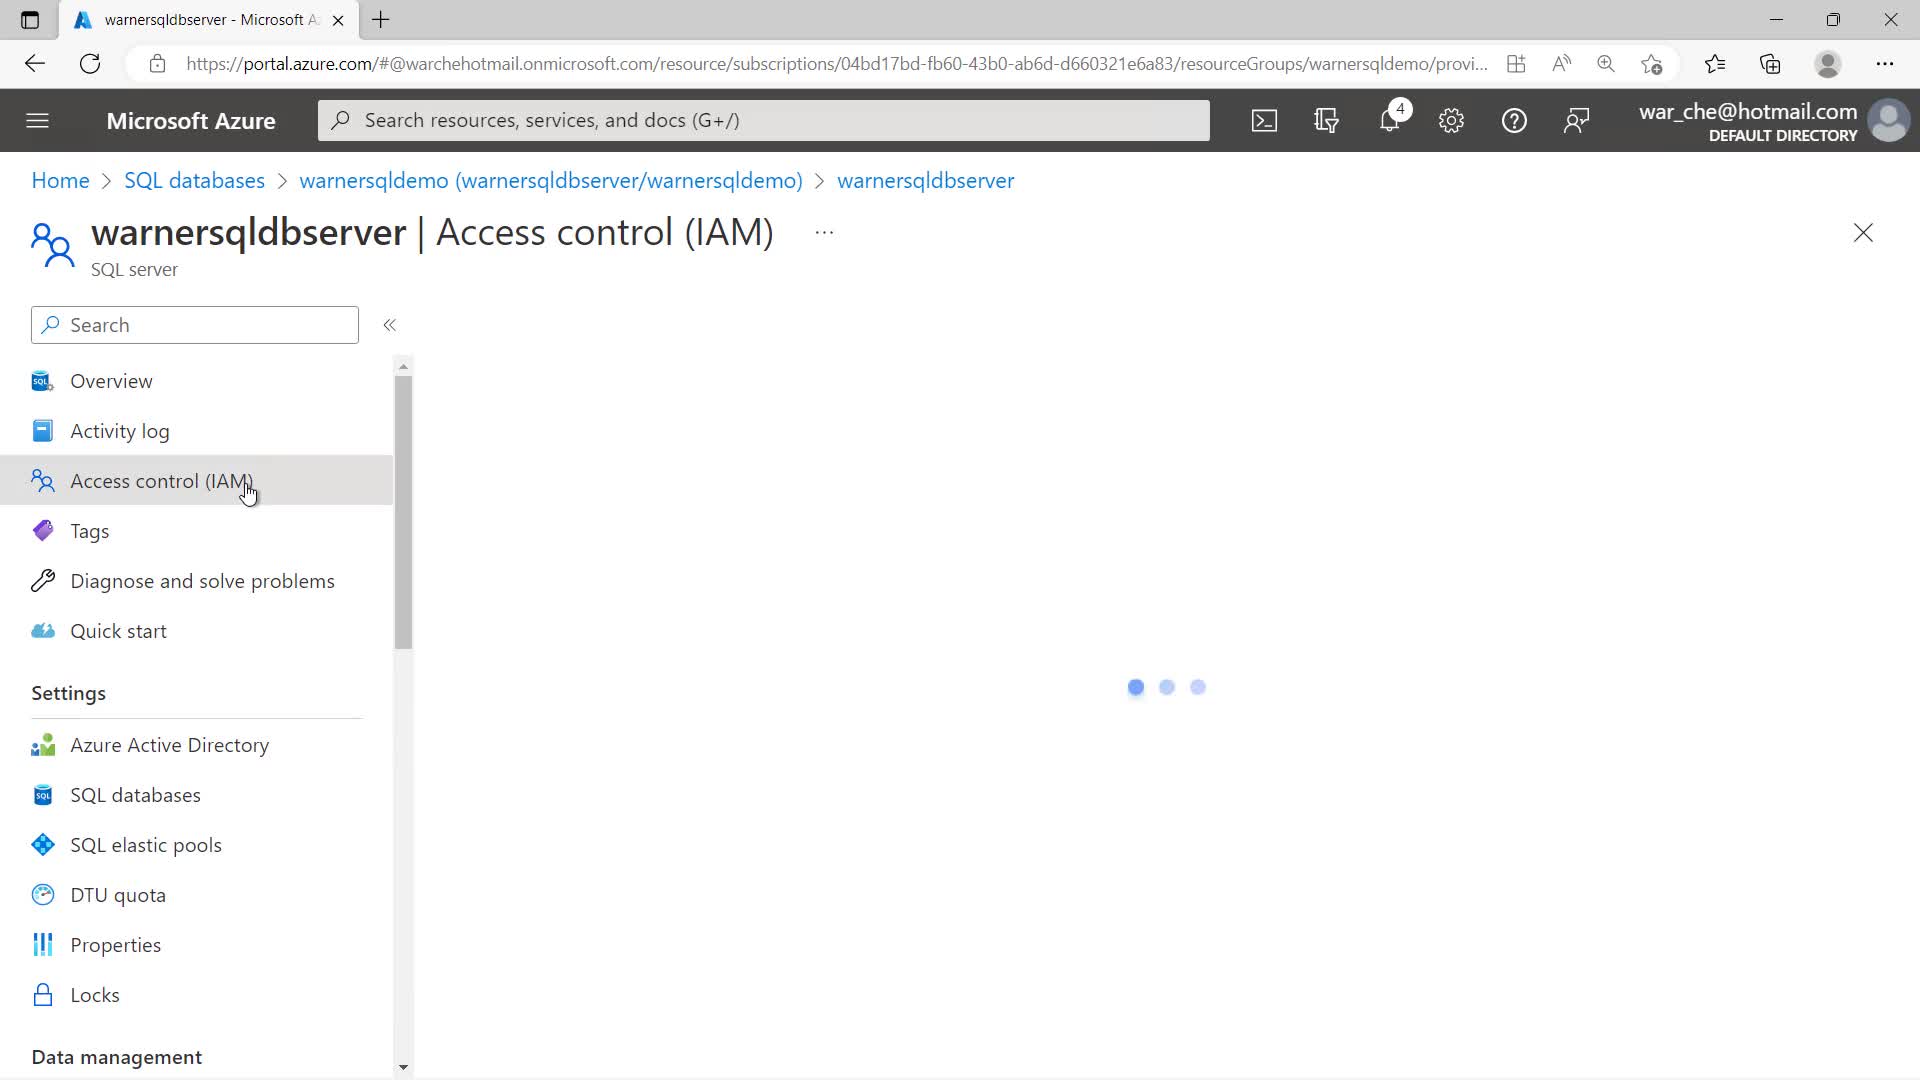 warnersqldbserver - Microsoft A
https://portal.azure.com/#@warchehotmail.onmicrosoft.com/resource/subscriptions/04bd17bd-fb60-43b0-ab6d-d660321e6a83/resourceGroups/warnersqldemo/provi...
Microsoft Azure
Search resources, services, and docs (G+/)
4
war_che@hotmail.com
DEFAULT DIRECTORY
Home > SQL databases > warnersqldemo (warnersqldbserver/warnersqldemo) > warnersqldbserver
warnersqldbserver | Access control (IAM) ...
SQL server
Search
Overview
Activity log
Access control (IAM)
Tags
Diagnose and solve problems
Quick start
Settings
Azure Active Directory
SQL databases
SQL elastic pools
DTU quota
Properties
Locks
Data management